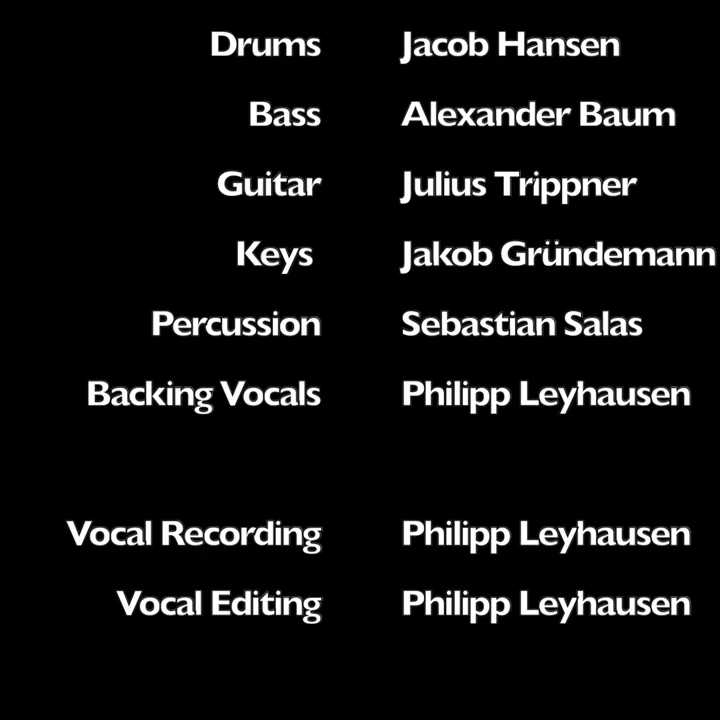 Drums Jacob Hansen
Bass Alexander Baum
Guitar Julius Trippner
Keys Jakob Gründemann
Percussion Sebastian Salas
Backing Vocals Philipp Leyhausen
Vocal Recording Philipp Leyhausen
Vocal Editing Philipp Leyhausen